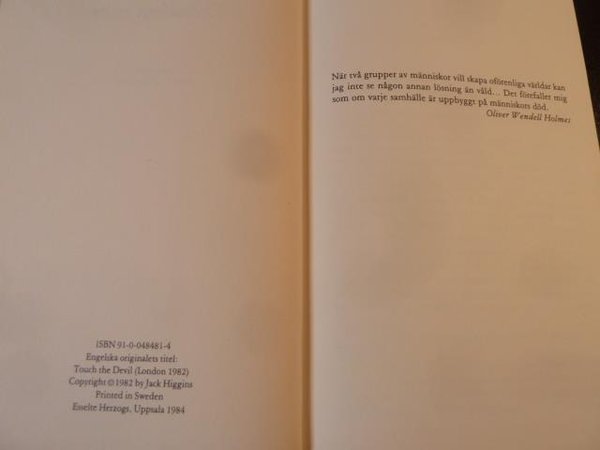 ISBN 91-0-048481-4
Engelska originalets titel:
Touch the Devil (London 1982)
Copyright © 1982 by Jack Higgins
Printed in Sweden
Esselte Herzogs, Uppsala 1984
När två grupper av människor vill skapa oförenliga världar kan
jag inte se någon annan lösning än våld... Det förefaller mig
som om varje samhälle är uppbyggt på människors död.
Oliver Wendell Holmes